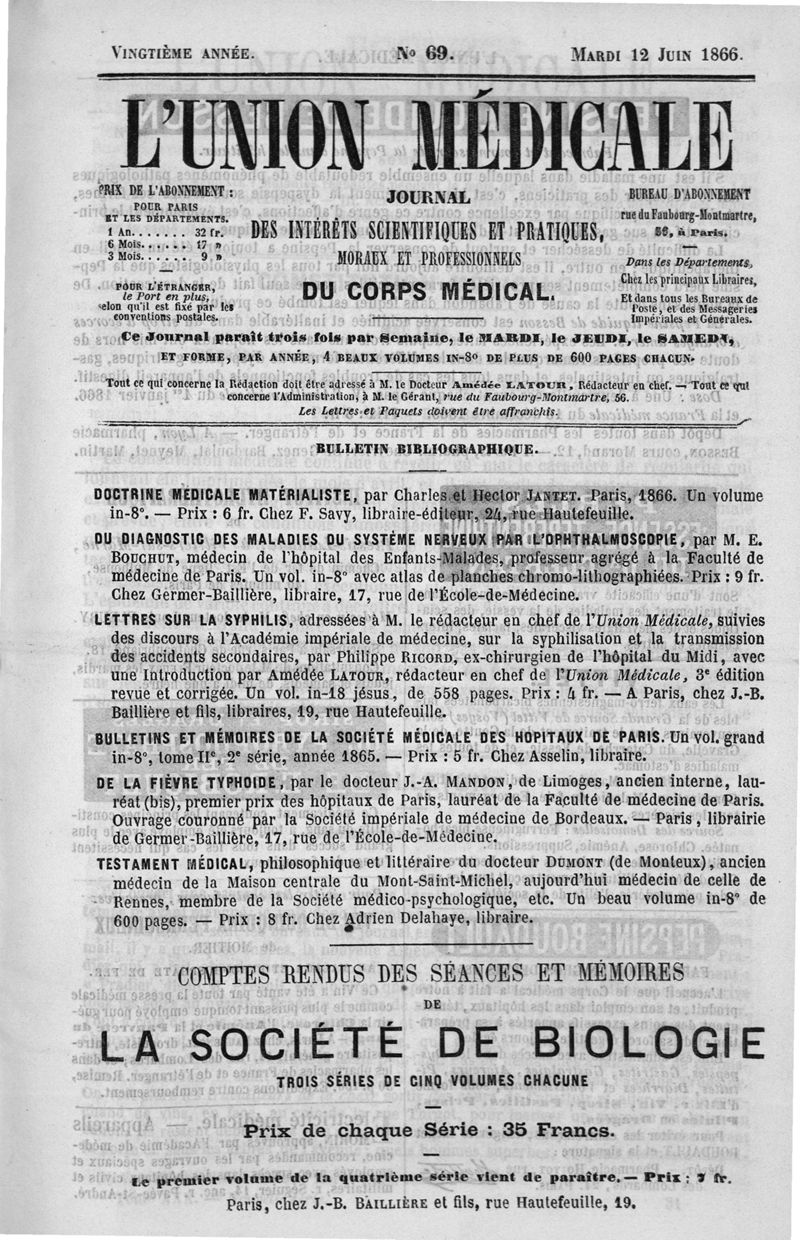 VINGTIÈME ANNÉE. No 69. MARDI 12 JUIN 1866.
L'UNION MÉDICALE
PRIX DE L'ABONNEMENT :
POUR PARIS
ET LES DÉPARTEMENTS.
1 An....... 32 fr.
6 Mois...... 17 »
3 Mois...... 9 »
POUR L'ÉTRANGER,
le Port en plus,
selon qu'il est fixé par les
conventions postales.
JOURNAL
DES INTÉRÊTS SCIENTIFIQUES ET PRATIQUES,
MORAUX ET PROFESSIONNELS
DU CORPS MÉDICAL.
BUREAU D'ABONNEMENT
rue du Faubourg-Montmartre,
56, à Paris.
Dans les Départements,
Chez les principaux Libraires,
Et dans tous les Bureaux de
Poste, et des Messageries
Impériales et Générales.
Ce Journal paraît trois fois par Semaine, le MARDI, le JEUDI, le SAMEDI,
ET FORME, PAR ANNÉE, 4 BEAUX VOLUMES IN-8o DE PLUS DE 600 PAGES CHACUN.
Tout ce qui concerne la Rédaction doit être adressé à M. le Docteur Amédée LATOUR, Rédacteur en chef. — Tout ce qui
concerne l'Administration, à M. le Gérant, rue du Faubourg-Montmartre, 56.
Les Lettres et Paquets doivent être affranchis.
BULLETIN BIBLIOGRAPHIQUE.
DOCTRINE MÉDICALE MATÉRIALISTE, par Charles et Hector JANTET. Paris, 1866. Un volume
in-8°. — Prix : 6 fr. Chez F. Savy, libraire-éditeur, 24, rue Hautefeuille.
DU DIAGNOSTIC DES MALADIES DU SYSTÈME NERVEUX PAR L'OPHTHALMOSCOPIE, par M. E.
BOUCHUT, médecin de l'hôpital des Enfants-Malades, professeur agrégé à la Faculté de
médecine de Paris. Un vol. in-8° avec atlas de planches chromo-lithographiées. Prix : 9 fr.
Chez Germer-Baillière, libraire, 17, rue de l'École-de-Médecine.
LETTRES SUR LA SYPHILIS, adressées à M. le rédacteur en chef de l'Union Médicale, suivies
des discours à l'Académie impériale de médecine, sur la syphilisation et la transmission
des accidents secondaires, par Philippe RICORD, ex-chirurgien de l'hôpital du Midi, avec
une Introduction par Amédée LATOUR, rédacteur en chef de l'Union Médicale, 3e édition
revue et corrigée. Un vol. in-18 jésus, de 558 pages. Prix : 4 fr. — A Paris, chez J.-B.
Baillière et fils, libraires, 19, rue Hautefeuille.
BULLETINS ET MÉMOIRES DE LA SOCIÉTÉ MÉDICALE DES HOPITAUX DE PARIS. Un vol. grand
in-8°, tome IIe, 2e série, année 1865. — Prix : 5 fr. Chez Asselin, libraire.
DE LA FIÈVRE TYPHOIDE, par le docteur J.-A. MANDON, de Limoges, ancien interne, lau-
réat (bis), premier prix des hôpitaux de Paris, lauréat de la Faculté de médecine de Paris.
Ouvrage couronné par la Société impériale de médecine de Bordeaux. — Paris, librairie
de Germer-Baillière, 17, rue de l'École-de-Médecine.
TESTAMENT MÉDICAL, philosophique et littéraire du docteur DUMONT (de Monteux), ancien
médecin de la Maison centrale du Mont-Saint-Michel, aujourd'hui médecin de celle de
Rennes, membre de la Société médico-psychologique, etc. Un beau volume in-8° de
600 pages. — Prix : 8 fr. Chez Adrien Delahaye, libraire.
COMPTES RENDUS DES SÉANCES ET MÉMOIRES
DE
LA SOCIÉTÉ DE BIOLOGIE
TROIS SÉRIES DE CINQ VOLUMES CHACUNE
Prix de chaque Série : 35 Francs.
Le premier volume de la quatrième série vient de paraître. — Prix : 7 fr.
Paris, chez J.-B. BAILLIÈRE et fils, rue Hautefeuille, 19.